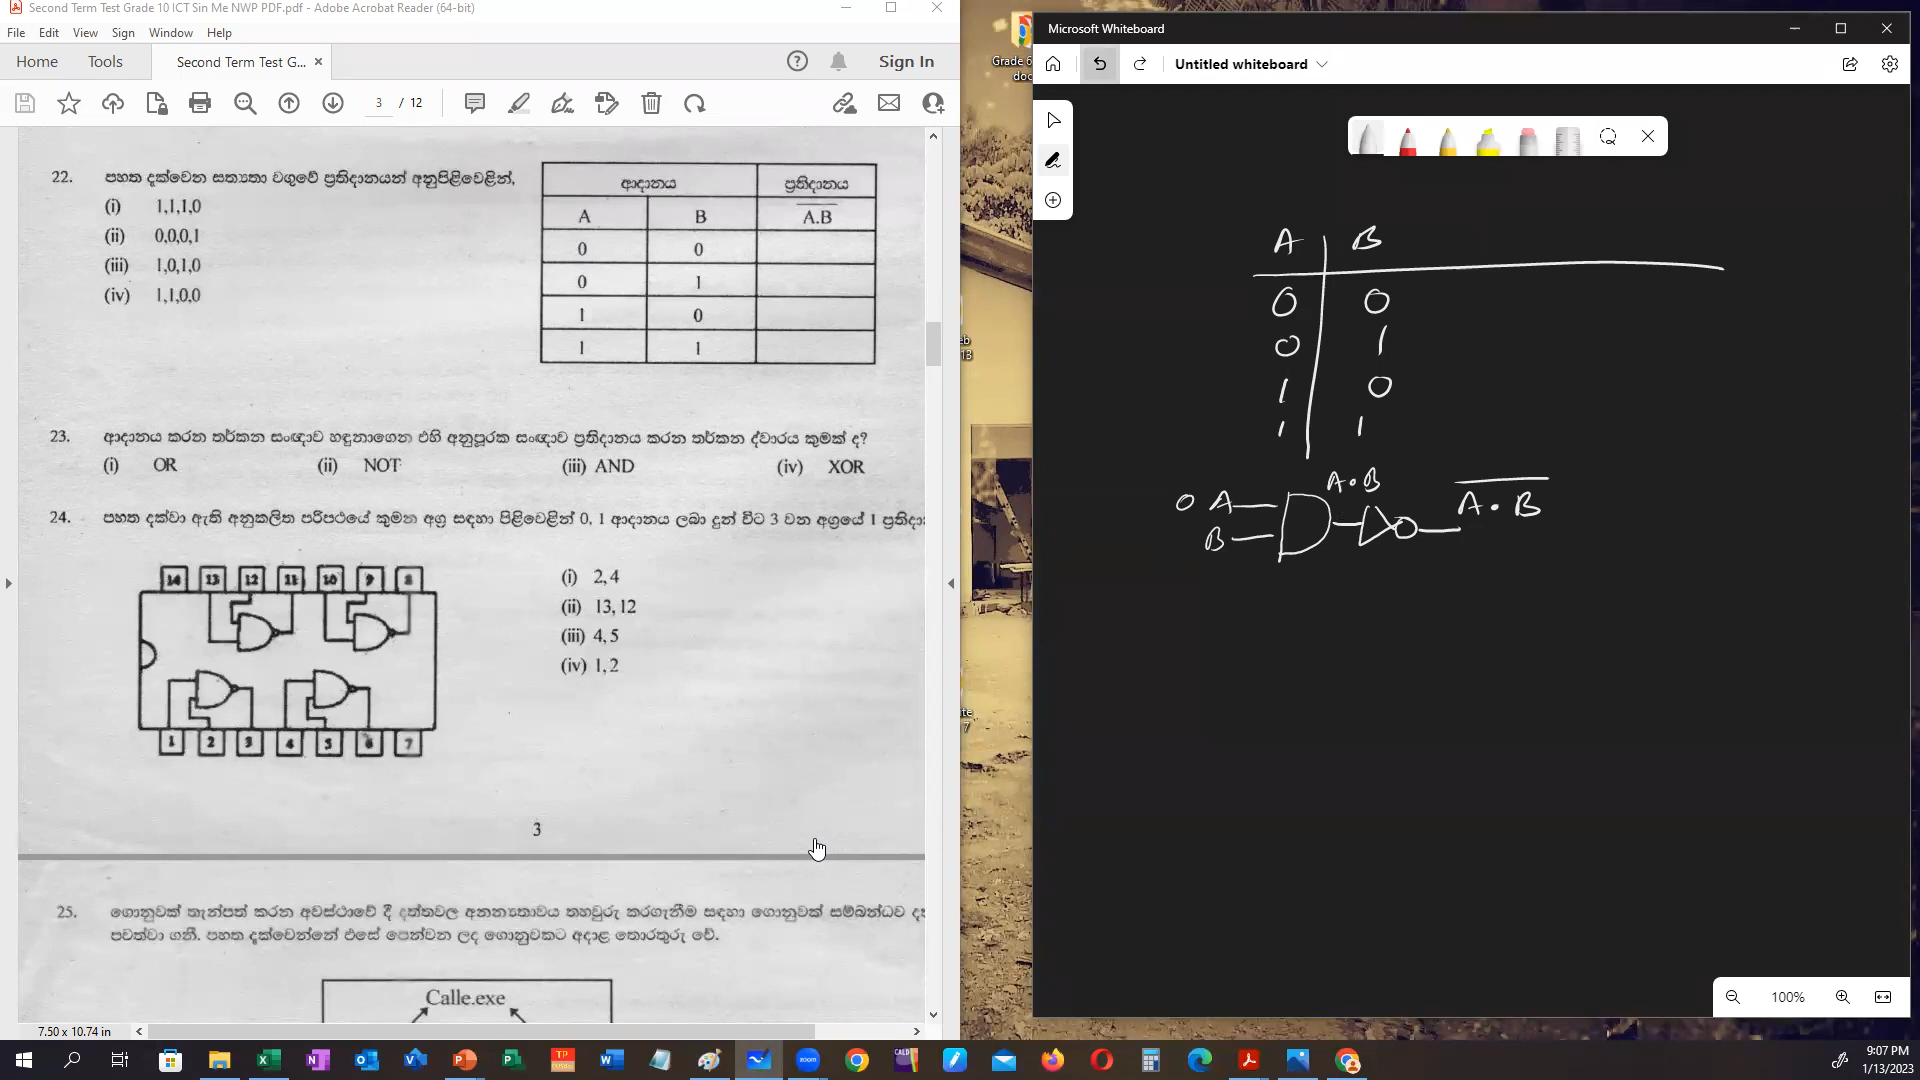 Second Term Test Grade 10 ICT Sin Me NWP PDF.pdf - Adobe Acrobat Reader (64-bit)
File Edit View Sign Window Help
Home Tools Second Term Test G... Sign In
3 / 12
22. පහත දැක්වෙන සත්‍යතා වගුවේ ප්‍රතිදානයන් අනුපිළිවෙළින්,
(i) 1,1,1,0
(ii) 0,0,0,1
(iii) 1,0,1,0
(iv) 1,1,0,0
ආදානය ප්‍රතිදානය
A B A.B
0 0
0 1
1 0
1 1
23. ආදානය කරන තර්කන සංඥාව හඳුනාගෙන එහි අනුපූරක සංඥාව ප්‍රතිදානය කරන තර්කන ද්වාරය කුමක් ද?
(i) OR (ii) NOT (iii) AND (iv) XOR
24. පහත දක්වා ඇති අනුකලිත පරිපථයේ කුමන අග්‍ර සඳහා පිළිවෙළින් 0, 1 ආදානය ලබා දුන් විට 3 වන අග්‍රයේ 1
14 13 12 11 10 9 8
1 2 3 4 5 6 7
(i) 2, 4
(ii) 13, 12
(iii) 4, 5
(iv) 1, 2
3
25. ගොනුවක් තැන්පත් කරන අවස්ථාවේ දී දත්තවල අනන්‍යතාවය තහවුරු කරගැනීම සඳහා ගොනුවක් සම්බන්ධව
පවත්වා ගනී. පහත දැක්වෙන්නේ එසේ පෙන්වන ලද ගොනුවකට අදාළ තොරතුරු වේ.
Calle.exe
7.50 x 10.74 in
Grade 6
Microsoft Whiteboard
Untitled whiteboard
A B
0 0
0 1
1 0
1 1
A.B
0 A
B
A.B
100%
9:07 PM
1/13/2023